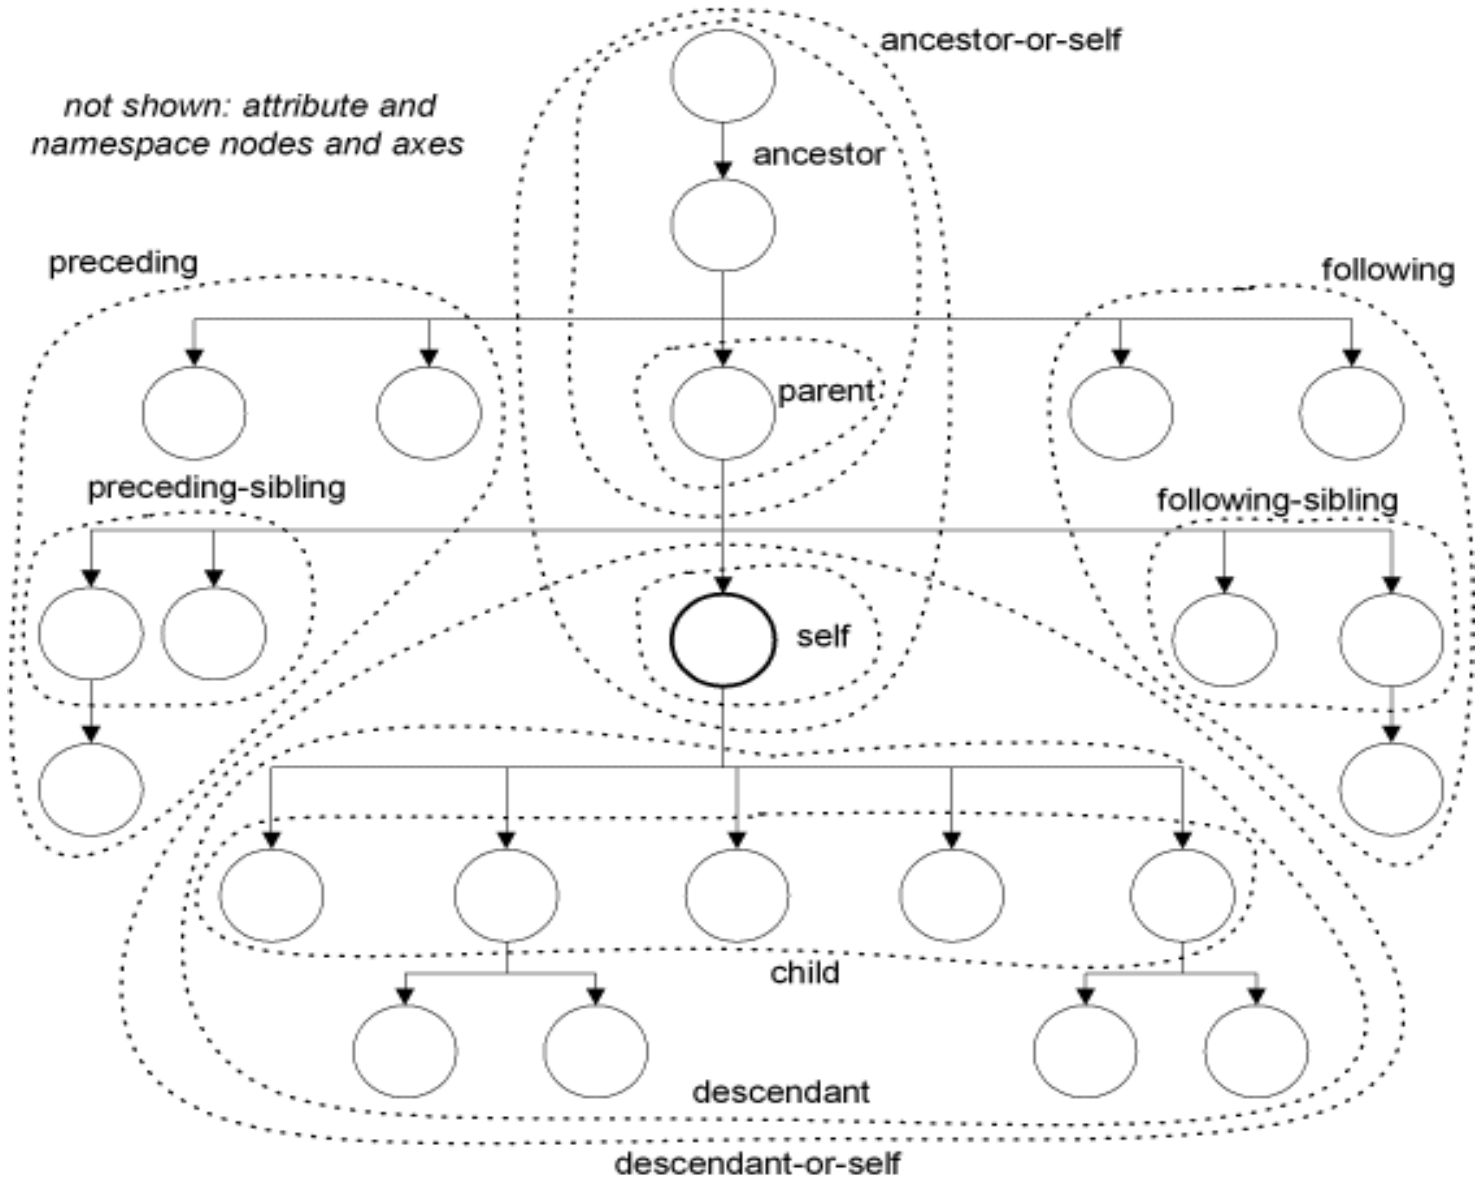 ancestor-or-self
not shown: attribute and
namespace nodes and axes
ancestor
preceding
following
parent
preceding-sibling
following-sibling
self
child
descendant
descendant-or-self